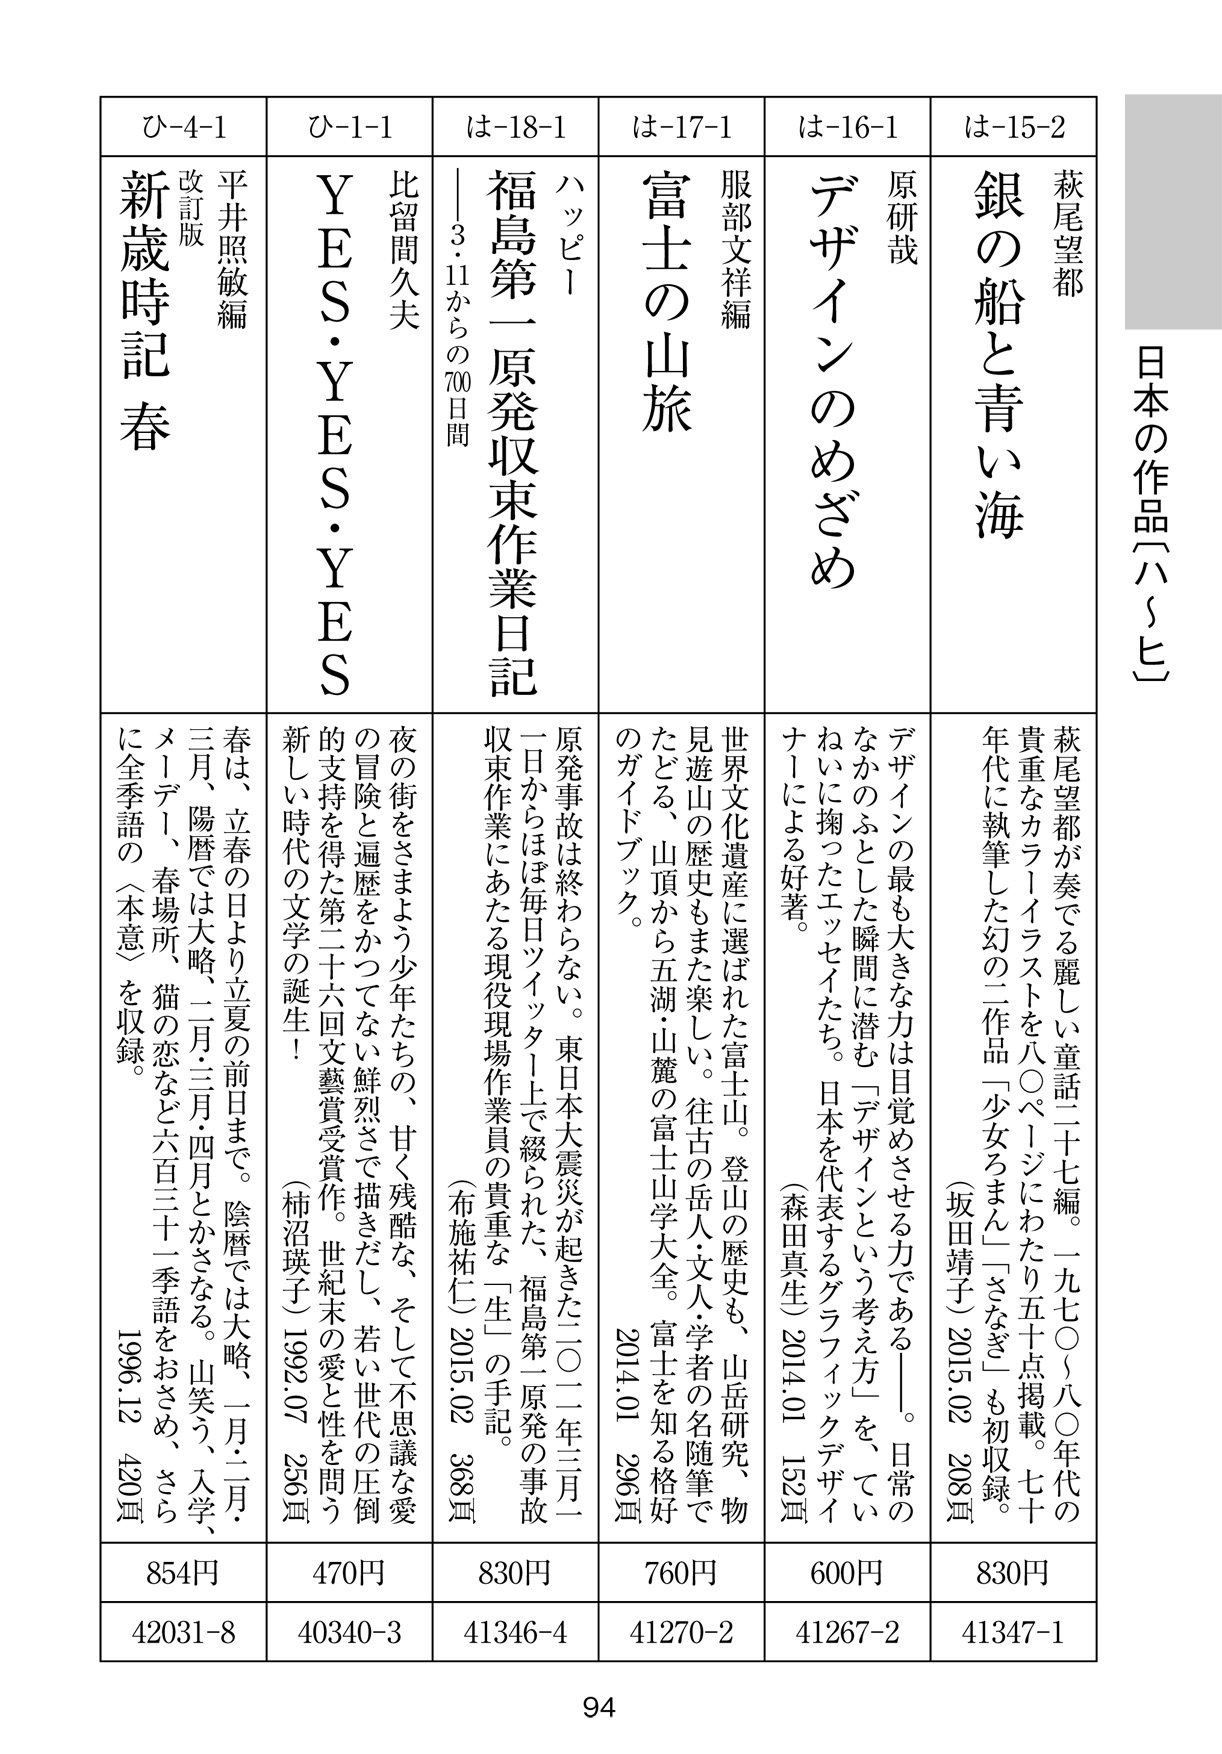 日本の作品〔ハ〜ヒ〕
は-15-2
萩尾望都
銀の船と青い海
萩尾望都が奏でる麗しい童話二十七編。一九七〇〜八〇年代の
貴重なカラーイラストを八〇ページにわたり五十点掲載。七十
年代に執筆した幻の二作品「少女ろまん」「さなぎ」も初収録。
（坂田靖子）2015.02　208頁
830円
41347-1
は-16-1
原研哉
デザインのめざめ
デザインの最も大きな力は目覚めさせる力である――。日常の
なかのふとした瞬間に潜む「デザインという考え方」を、てい
ねいに掬ったエッセイたち。日本を代表するグラフィックデザイ
ナーによる好著。
（森田真生）2014.01　152頁
600円
41267-2
は-17-1
服部文祥編
富士の山旅
世界文化遺産に選ばれた富士山。登山の歴史も、山岳研究、物
見遊山の歴史もまた楽しい。往古の岳人・文人・学者の名随筆で
たどる、山頂から五湖・山麓の富士山学大全。富士を知る格好
のガイドブック。
2014.01　296頁
760円
41270-2
は-18-1
ハッピー
福島第一原発収束作業日記
――3・11からの700日間
原発事故は終わらない。東日本大震災が起きた二〇一一年三月一
一日からほぼ毎日ツイッター上で綴られた、福島第一原発の事故
収束作業にあたる現役現場作業員の貴重な「生」の手記。
（布施祐仁）2015.02　368頁
830円
41346-4
ひ-1-1
比留間久夫
ＹＥＳ・ＹＥＳ・ＹＥＳ
夜の街をさまよう少年たちの、甘く残酷な、そして不思議な愛
の冒険と遍歴をかつてない鮮烈さで描きだし、若い世代の圧倒
的支持を得た第二十六回文藝賞受賞作。世紀末の愛と性を問う
新しい時代の文学の誕生！
（柿沼瑛子）1992.07　256頁
470円
40340-3
ひ-4-1
平井照敏編
改訂版
新歳時記 春
春は、立春の日より立夏の前日まで。陰暦では大略、一月・二月・
三月、陽暦では大略、二月・三月・四月とかさなる。山笑う、入学、
メーデー、春場所、猫の恋など六百三十一季語をおさめ、さら
に全季語の〈本意〉を収録。
1996.12　420頁
854円
42031-8
94